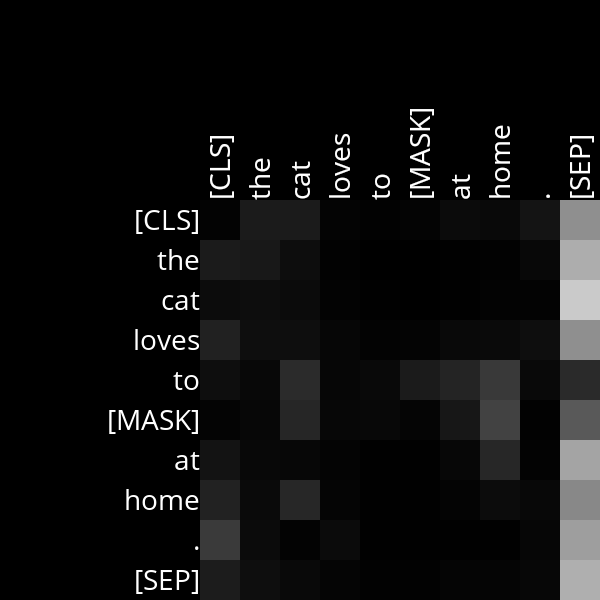 [CLS] the cat loves to [MASK] at home . [SEP]
[CLS]
the
cat
loves
to
[MASK]
at
home
.
[SEP]